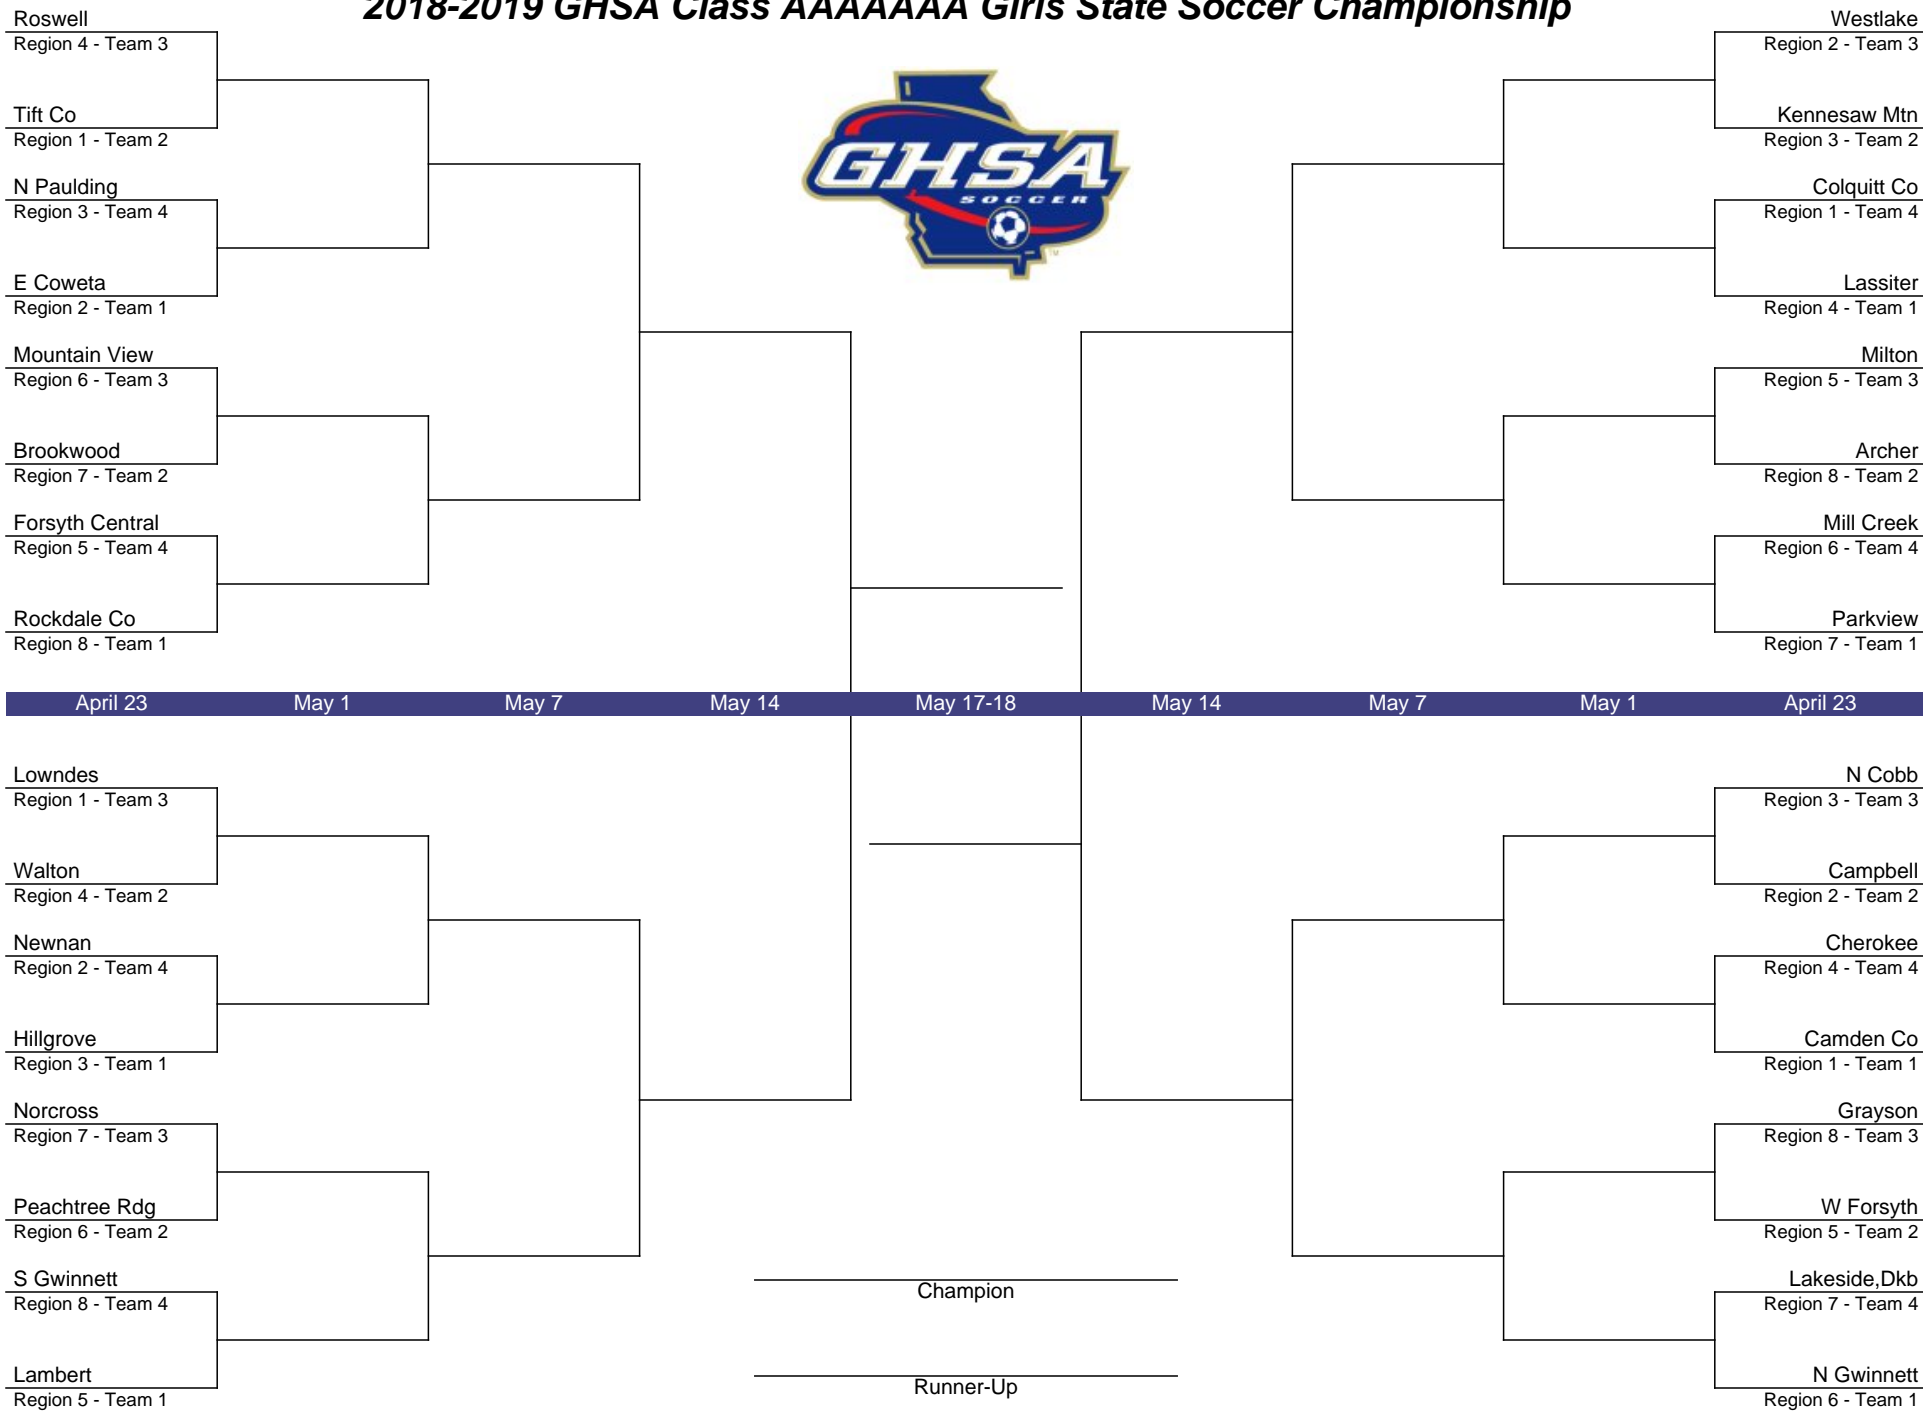 2018-2019 GHSA Class AAAAAAA Girls State Soccer Championship
GHSA
SOCCER
TM
Roswell
Region 4 - Team 3
Tift Co
Region 1 - Team 2
N Paulding
Region 3 - Team 4
E Coweta
Region 2 - Team 1
Mountain View
Region 6 - Team 3
Brookwood
Region 7 - Team 2
Forsyth Central
Region 5 - Team 4
Rockdale Co
Region 8 - Team 1
Westlake
Region 2 - Team 3
Kennesaw Mtn
Region 3 - Team 2
Colquitt Co
Region 1 - Team 4
Lassiter
Region 4 - Team 1
Milton
Region 5 - Team 3
Archer
Region 8 - Team 2
Mill Creek
Region 6 - Team 4
Parkview
Region 7 - Team 1
April 23 May 1 May 7 May 14 May 17-18 May 14 May 7 May 1 April 23
Lowndes
Region 1 - Team 3
Walton
Region 4 - Team 2
Newnan
Region 2 - Team 4
Hillgrove
Region 3 - Team 1
Norcross
Region 7 - Team 3
Peachtree Rdg
Region 6 - Team 2
S Gwinnett
Region 8 - Team 4
Lambert
Region 5 - Team 1
Champion
Runner-Up
N Cobb
Region 3 - Team 3
Campbell
Region 2 - Team 2
Cherokee
Region 4 - Team 4
Camden Co
Region 1 - Team 1
Grayson
Region 8 - Team 3
W Forsyth
Region 5 - Team 2
Lakeside,Dkb
Region 7 - Team 4
N Gwinnett
Region 6 - Team 1